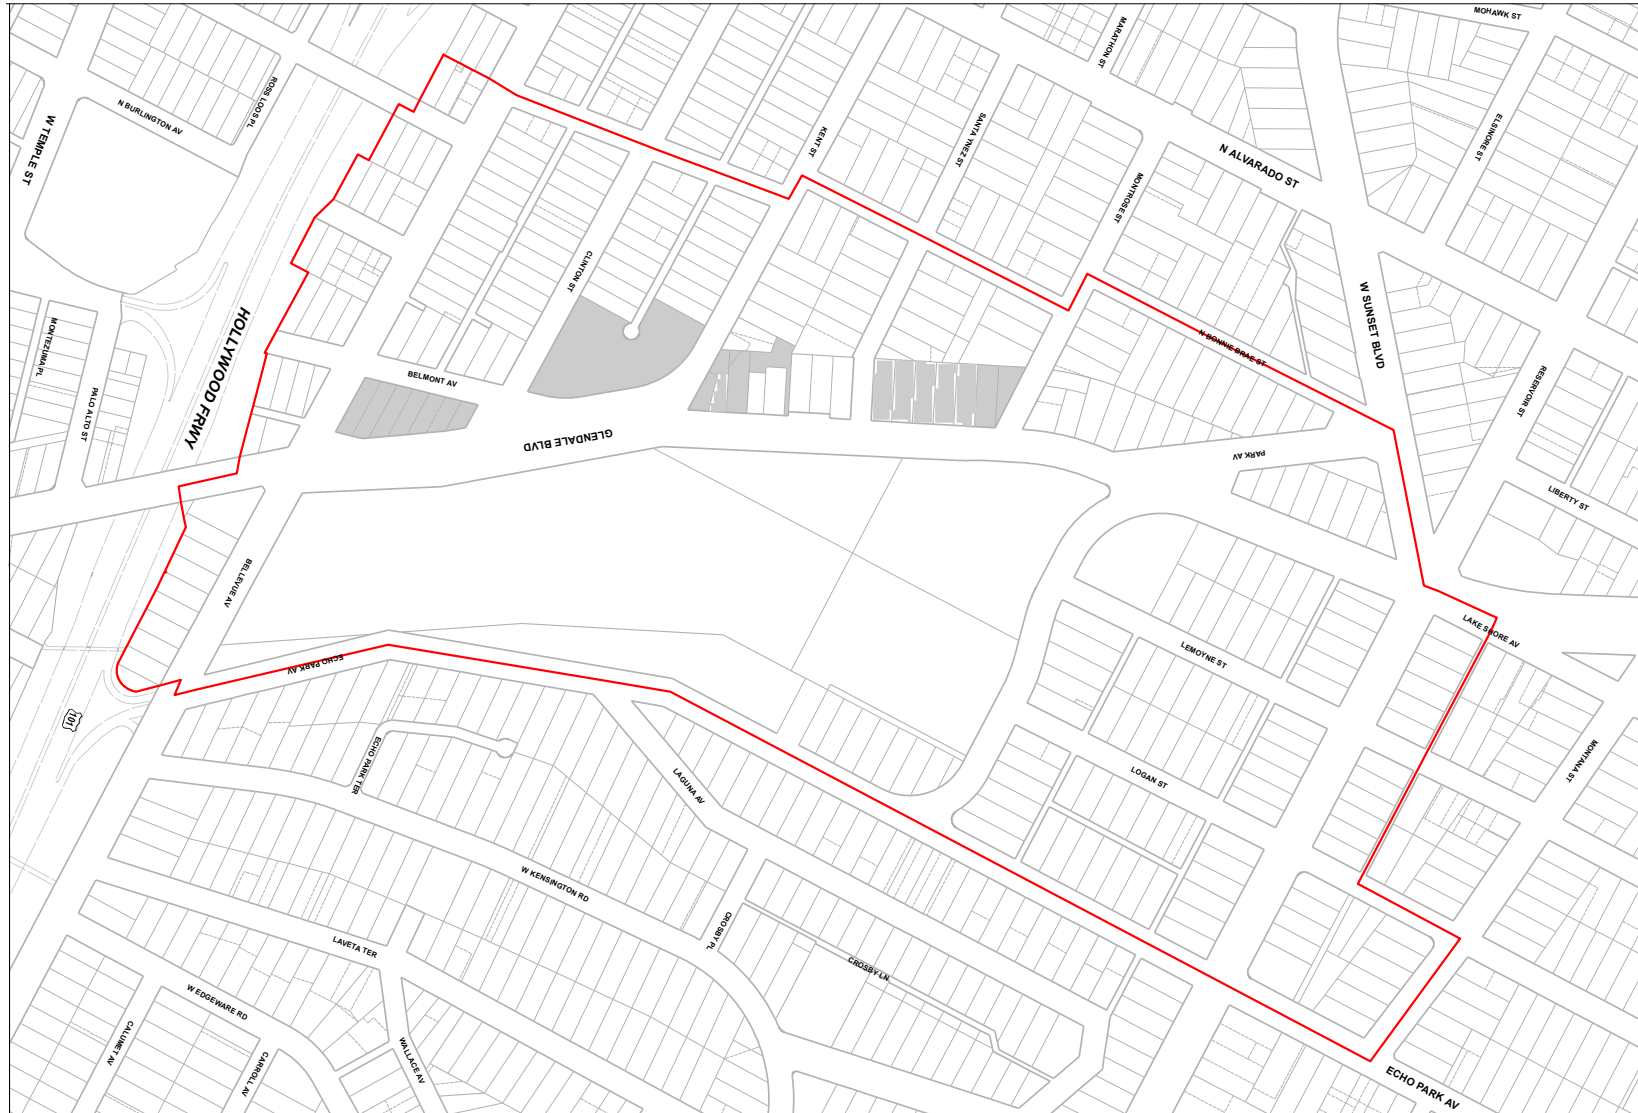 MOHAWK ST
MARATHON ST
ROSS LOOS PL
N BURLINGTON AV
W TEMPLE ST
KENT ST
SANTA YNEZ ST
ELSINORE ST
N ALVARADO ST
MONTROSE ST
CLINTON ST
W SUNSET BLVD
HOLLYWOOD FRWY
MONTEZUMA PL
N BONNIE BRAE ST
BELMONT AV
RESERVOIR ST
PALO ALTO ST
GLENDALE BLVD
PARK AV
LIBERTY ST
BELLEVUE AV
LAKE SHORE AV
LEMOYNE ST
ECHO PARK AV
101
ECHO PARK TER
LAGUNA AV
LOGAN ST
MONTANA ST
W KENSINGTON RD
CROSBY PL
LAVETA TER
CROSBY LN
W EDGEWARE RD
CALUMET AV
CARROLL AV
WALLACE AV
ECHO PARK AV